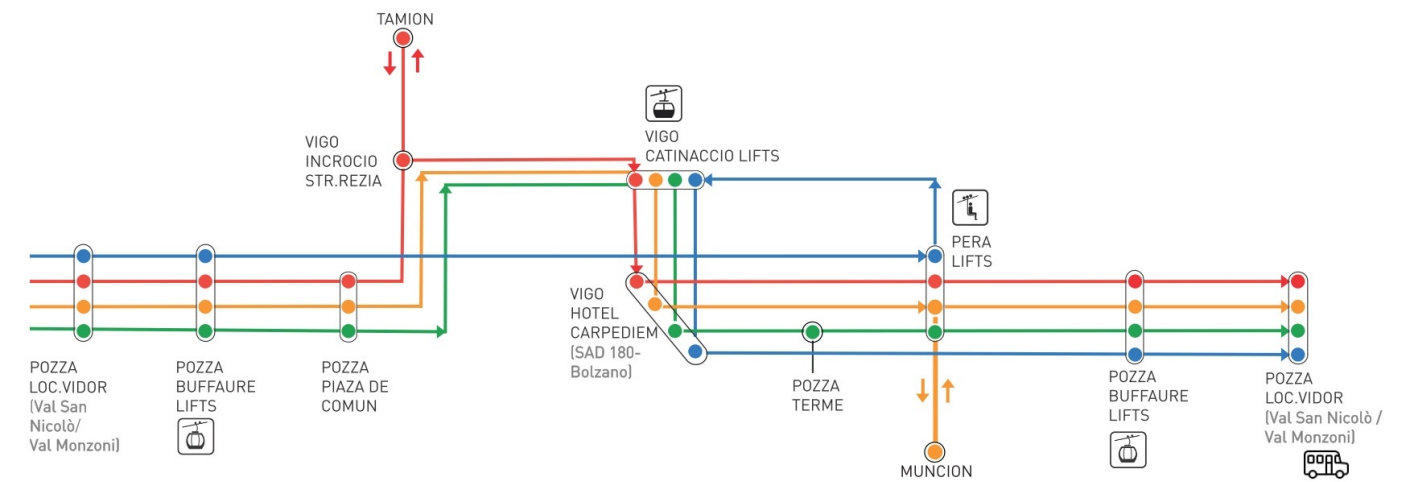 TAMION
VIGO
INCROCIO
STR.REZIA
VIGO
CATINACCIO LIFTS
PERA
LIFTS
VIGO
HOTEL
CARPEDIEM
(SAD 180-
Bolzano)
POZZA
LOC.VIDOR
(Val San
Nicolò/
Val Monzoni)
POZZA
BUFFAURE
LIFTS
POZZA
PIAZA DE
COMUN
POZZA
TERME
MUNCION
POZZA
BUFFAURE
LIFTS
POZZA
LOC.VIDOR
(Val San Nicolò /
Val Monzoni)